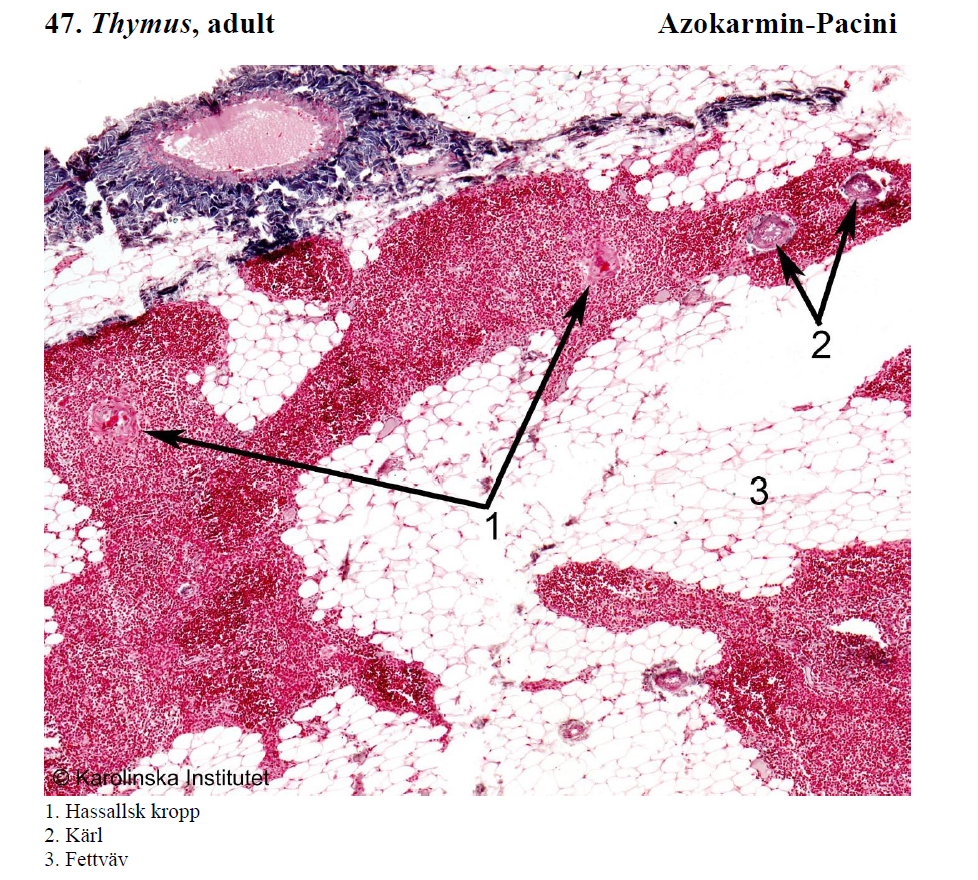 47. Thymus, adult Azokarmin-Pacini
2
3
1
© Karolinska Institutet
1. Hassallsk kropp
2. Kärl
3. Fettväv